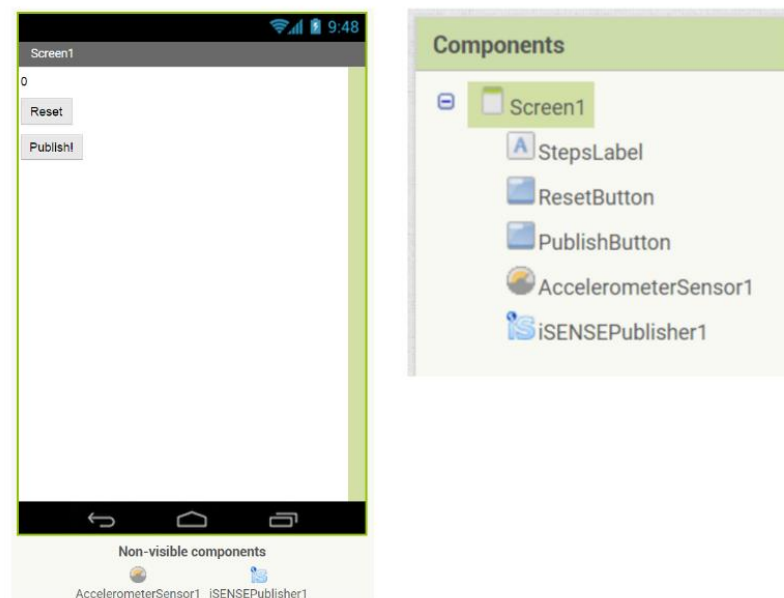 9:48
Screen1
0
Reset
Publish!
Non-visible components
AccelerometerSensor1 iSENSEPublisher1
Components
Screen1
A StepsLabel
ResetButton
PublishButton
AccelerometerSensor1
iSENSEPublisher1